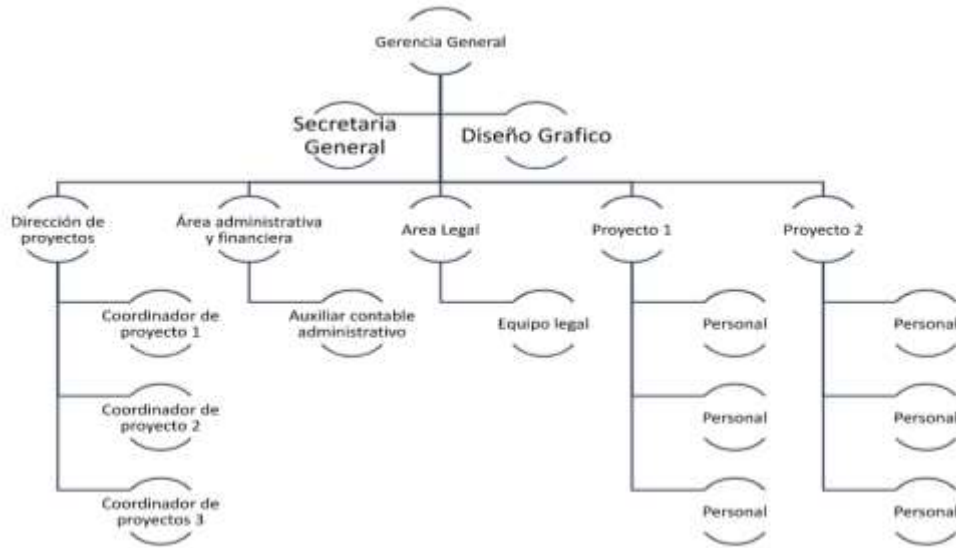 Gerencia General
Secretaria
General
Diseño Grafico
Dirección de
proyectos
Área administrativa
y financiera
Area Legal
Proyecto 1
Proyecto 2
Coordinador de
proyecto 1
Auxiliar contable
administrativo
Equipo legal
Personal
Personal
Coordinador de
proyecto 2
Personal
Personal
Coordinador de
proyectos 3
Personal
Personal